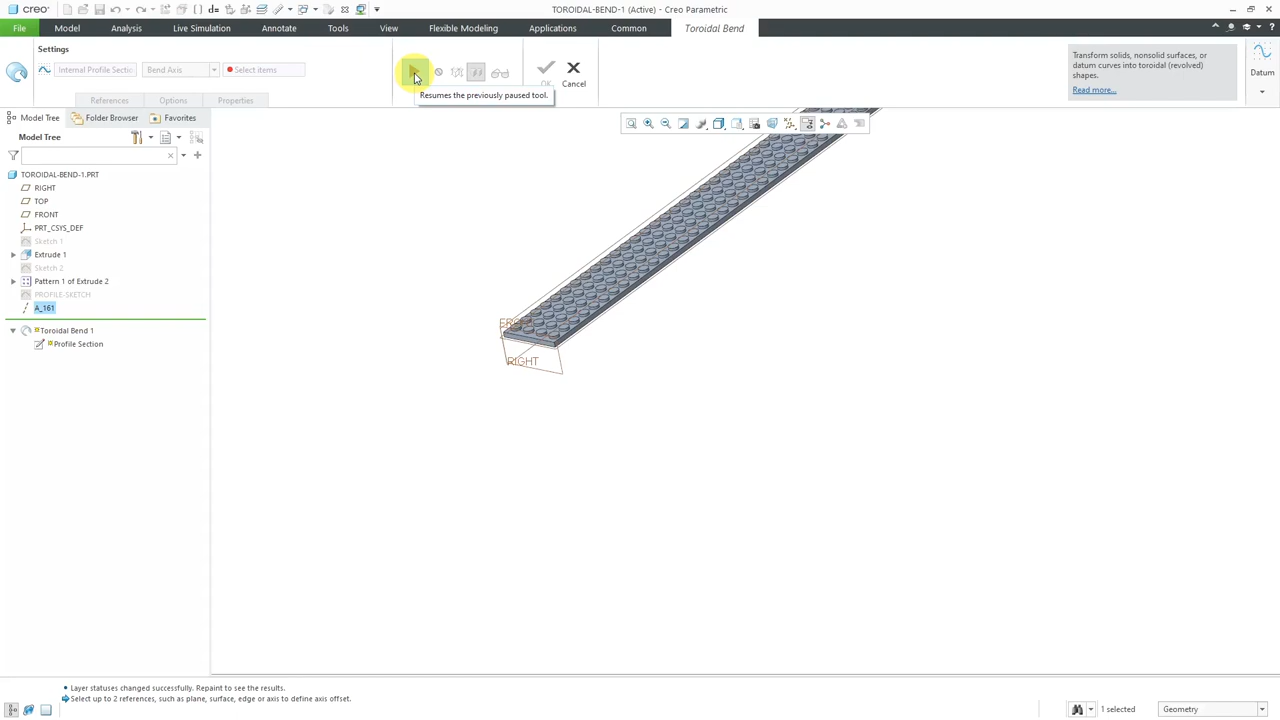 creo
TOROIDAL-BEND-1 (Active) - Creo Parametric
File
Model
Analysis
Live Simulation
Annotate
Tools
View
Flexible Modeling
Applications
Common
Toroidal Bend
Settings
Internal Profile Sectio
Bend Axis
Select items
OK
Cancel
Resumes the previously paused tool.
References
Options
Properties
Transform solids, nonsolid surfaces, or datum curves into toroidal (revolved) shapes.
Read more...
Datum
Model Tree
Folder Browser
Favorites
Model Tree
TOROIDAL-BEND-1.PRT
RIGHT
TOP
FRONT
PRT_CSYS_DEF
Sketch 1
Extrude 1
Sketch 2
Pattern 1 of Extrude 2
PROFILE-SKETCH
A_161
Toroidal Bend 1
Profile Section
RIGHT
Layer statuses changed successfully. Repaint to see the results.
Select up to 2 references, such as plane, surface, edge or axis to define axis offset.
1 selected
Geometry